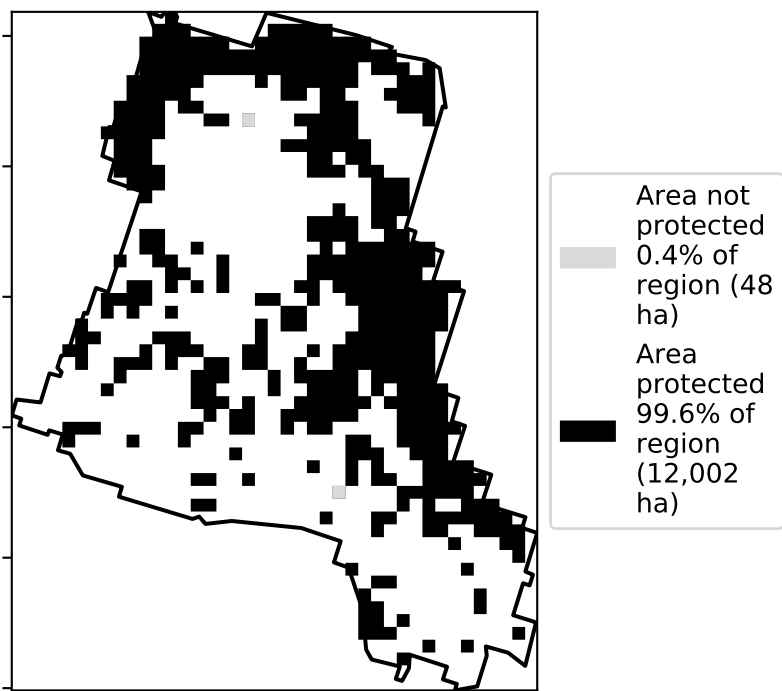 Area not
protected
0.4% of
region (48
ha)
Area
protected
99.6% of
region
(12,002
ha)